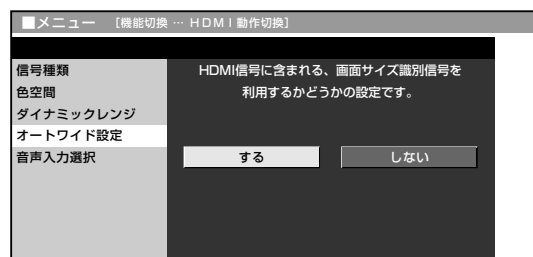 ■メニュー [機能切換 … HDMI動作切換]
信号種類
色空間
ダイナミックレンジ
オートワイド設定
音声入力選択
HDMI信号に含まれる、画面サイズ識別信号を
利用するかどうかの設定です。
する
しない